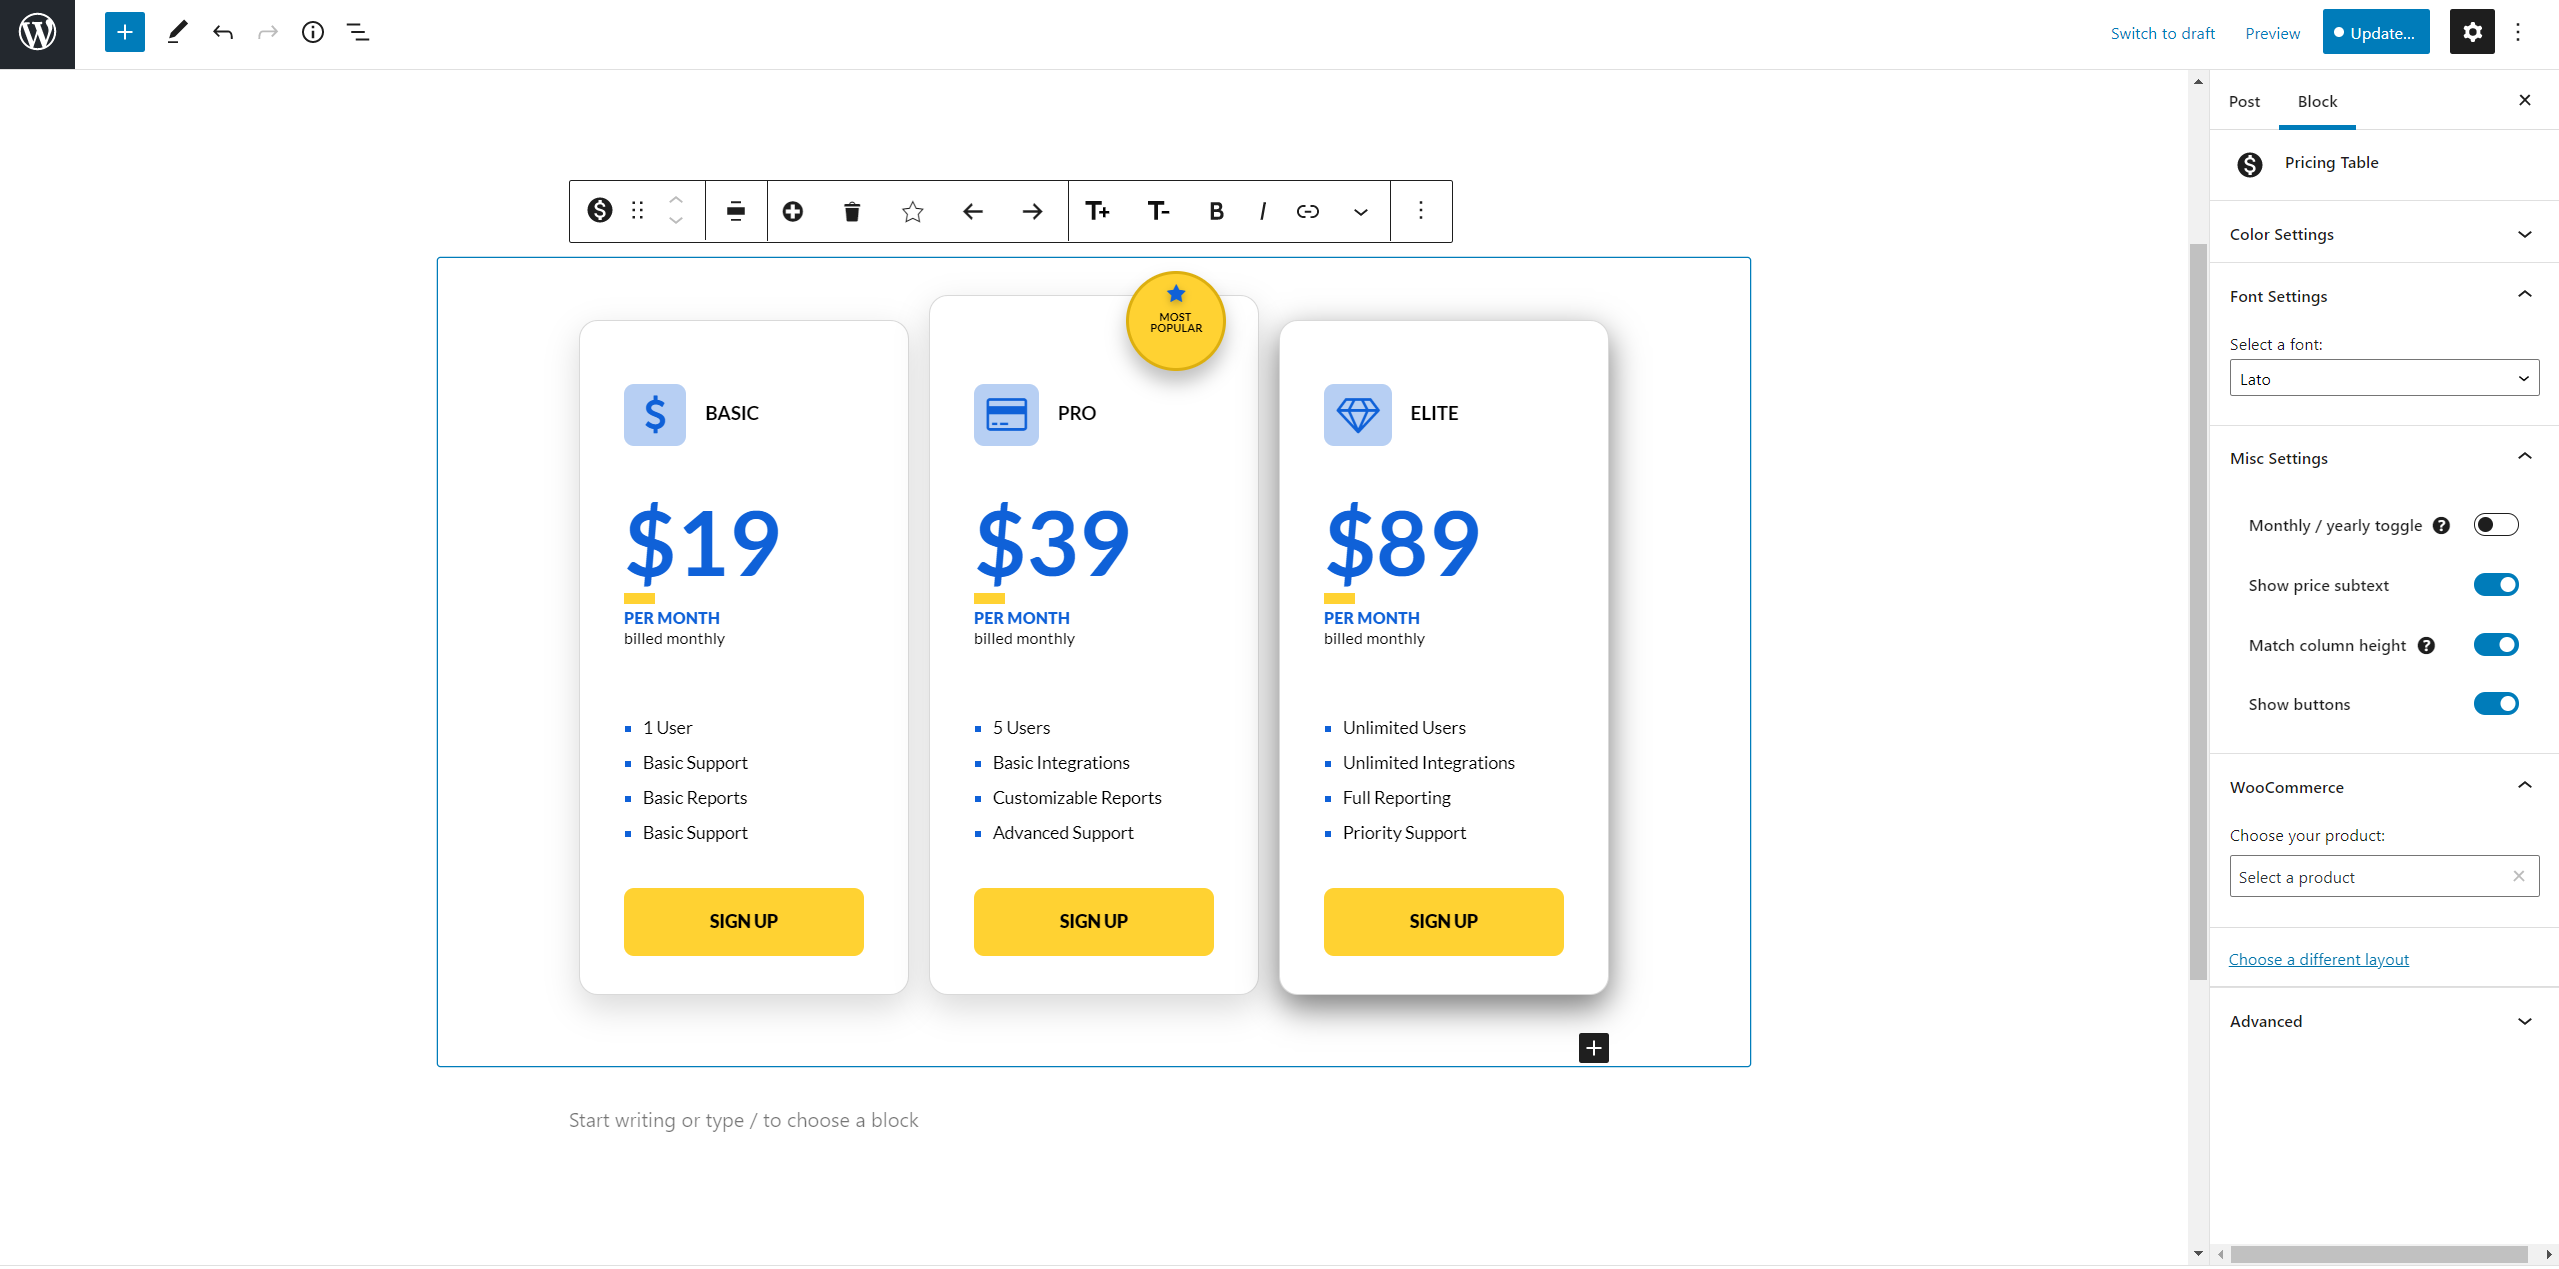 Switch to draft
Preview
Update...
Post
Block
Pricing Table
Color Settings
Font Settings
Select a font:
Lato
Misc Settings
Monthly / yearly toggle
Show price subtext
Match column height
Show buttons
WooCommerce
Choose your product:
Select a product
Choose a different layout
Advanced
T+ T- B I
BASIC
$19
PER MONTH
billed monthly
1 User
Basic Support
Basic Reports
Basic Support
SIGN UP
MOST
POPULAR
PRO
$39
PER MONTH
billed monthly
5 Users
Basic Integrations
Customizable Reports
Advanced Support
SIGN UP
ELITE
$89
PER MONTH
billed monthly
Unlimited Users
Unlimited Integrations
Full Reporting
Priority Support
SIGN UP
Start writing or type / to choose a block